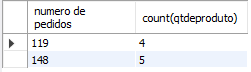 numero de
pedidos
count(qtdeproduto)
119 4
148 5